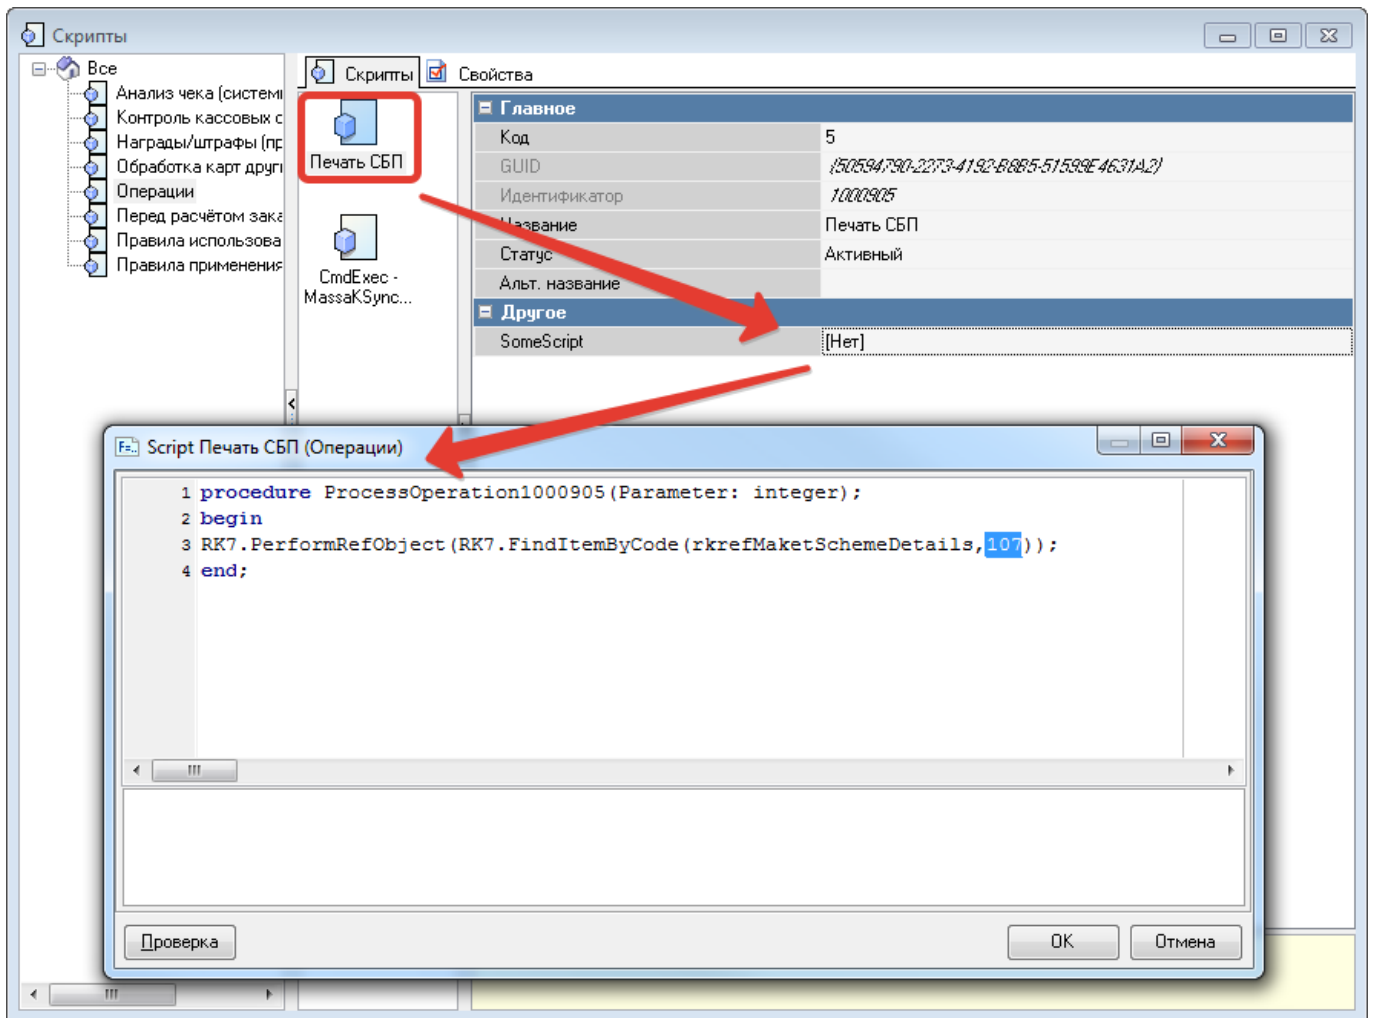 Скрипты
Все
Анализ чека (систем
Контроль кассовых с
Награды/штрафы (пр
Обработка карт други
Операции
Перед расчётом зака
Правила использова
Правила применения
Скрипты
Свойства
Печать СБП
CmdExec -
MassaKSync...
Главное
Код 5
GUID {50594790-2273-4192-B8B5-51599E4631A2}
Идентификатор 1000905
Название Печать СБП
Статус Активный
Альт. название
Другое
SomeScript [Нет]
Script Печать СБП (Операции)
1 procedure ProcessOperation1000905(Parameter: integer);
2 begin
3 RK7.PerformRefObject(RK7.FindItemByCode(rkrefMaketSchemeDetails,107));
4 end;
Проверка
OK
Отмена